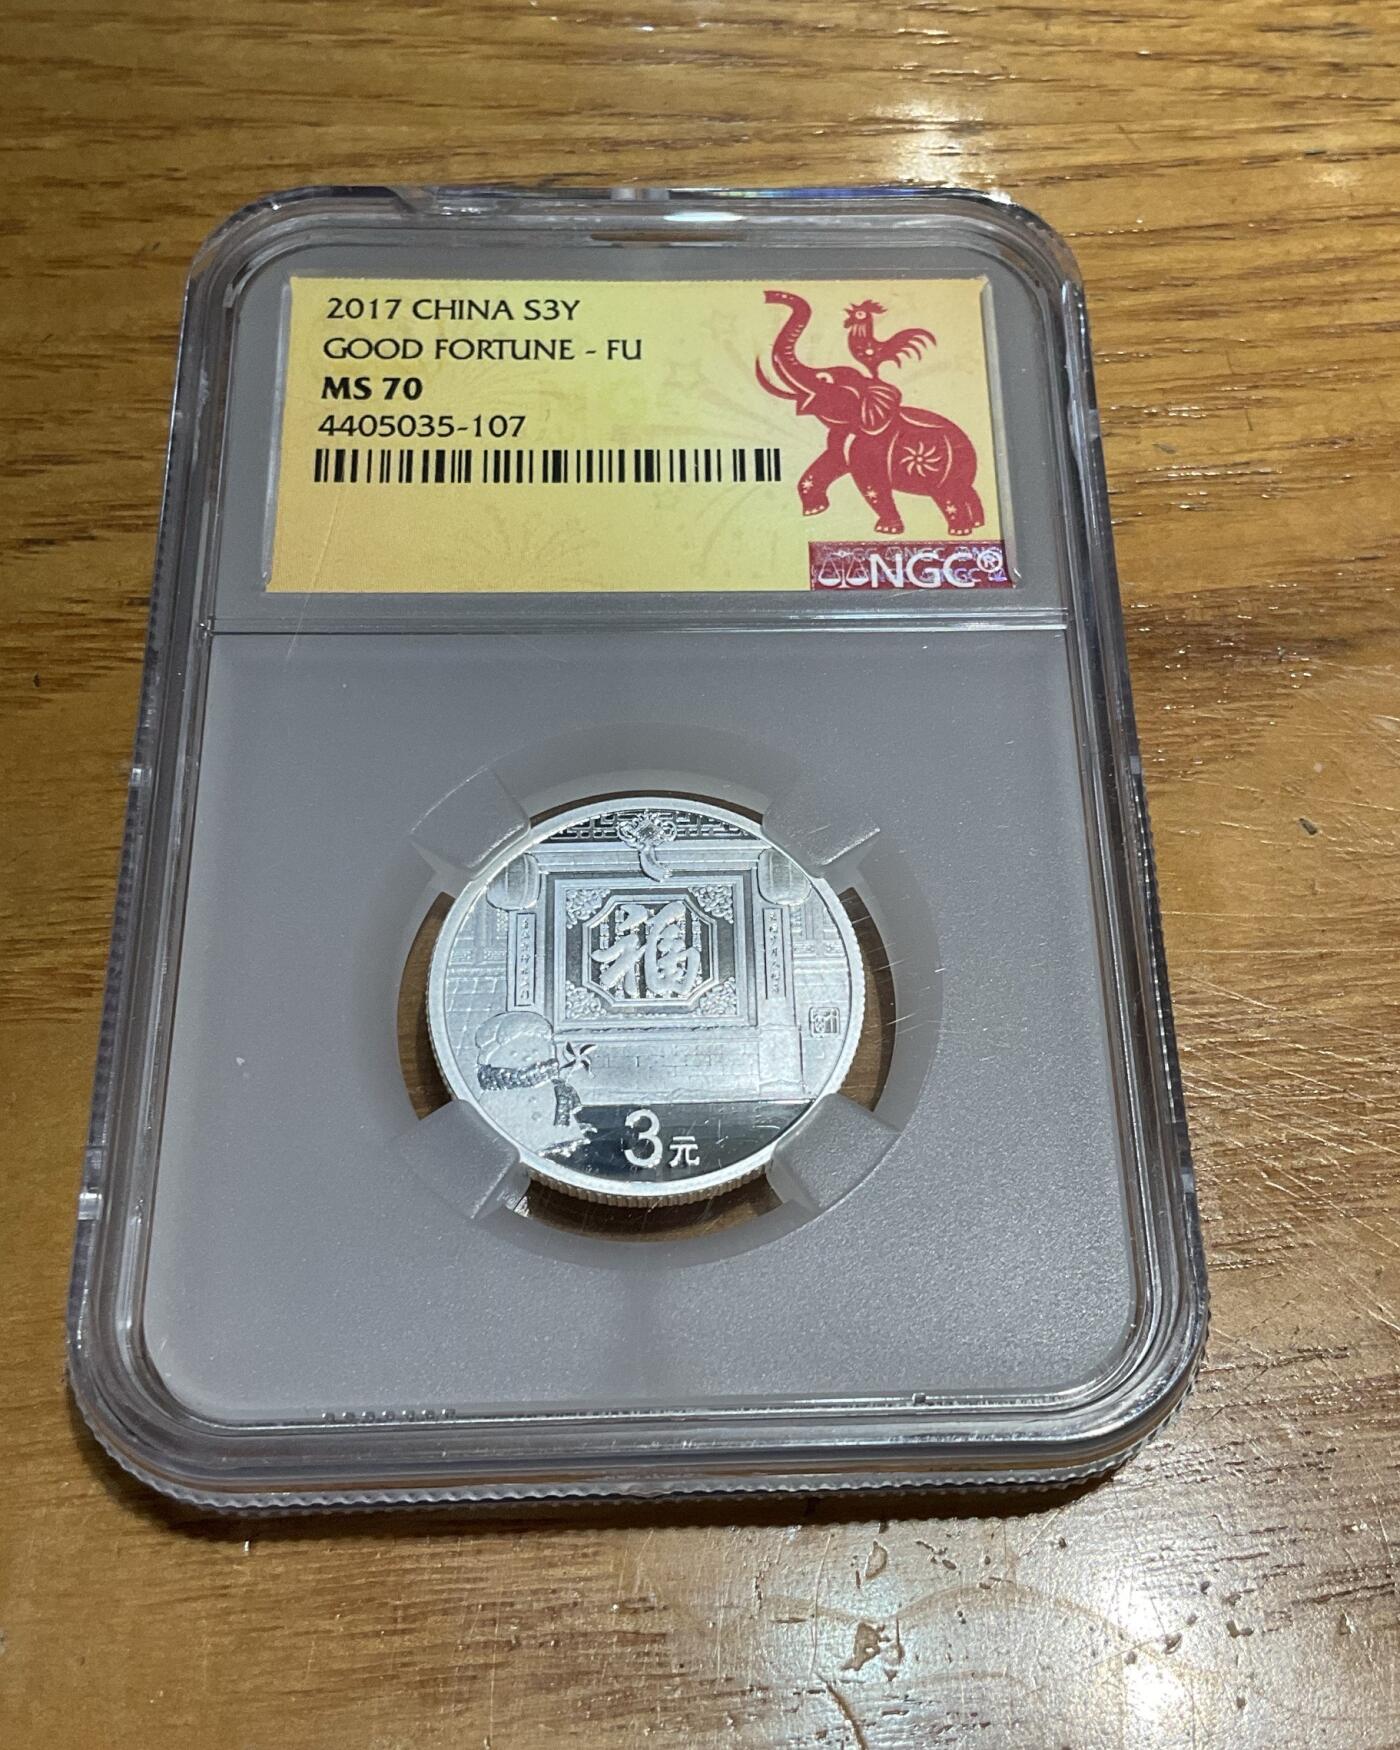 2017 CHINA S3Y
GOOD FORTUNE - FU
MS 70
4405035-107
NGC®
福
3元